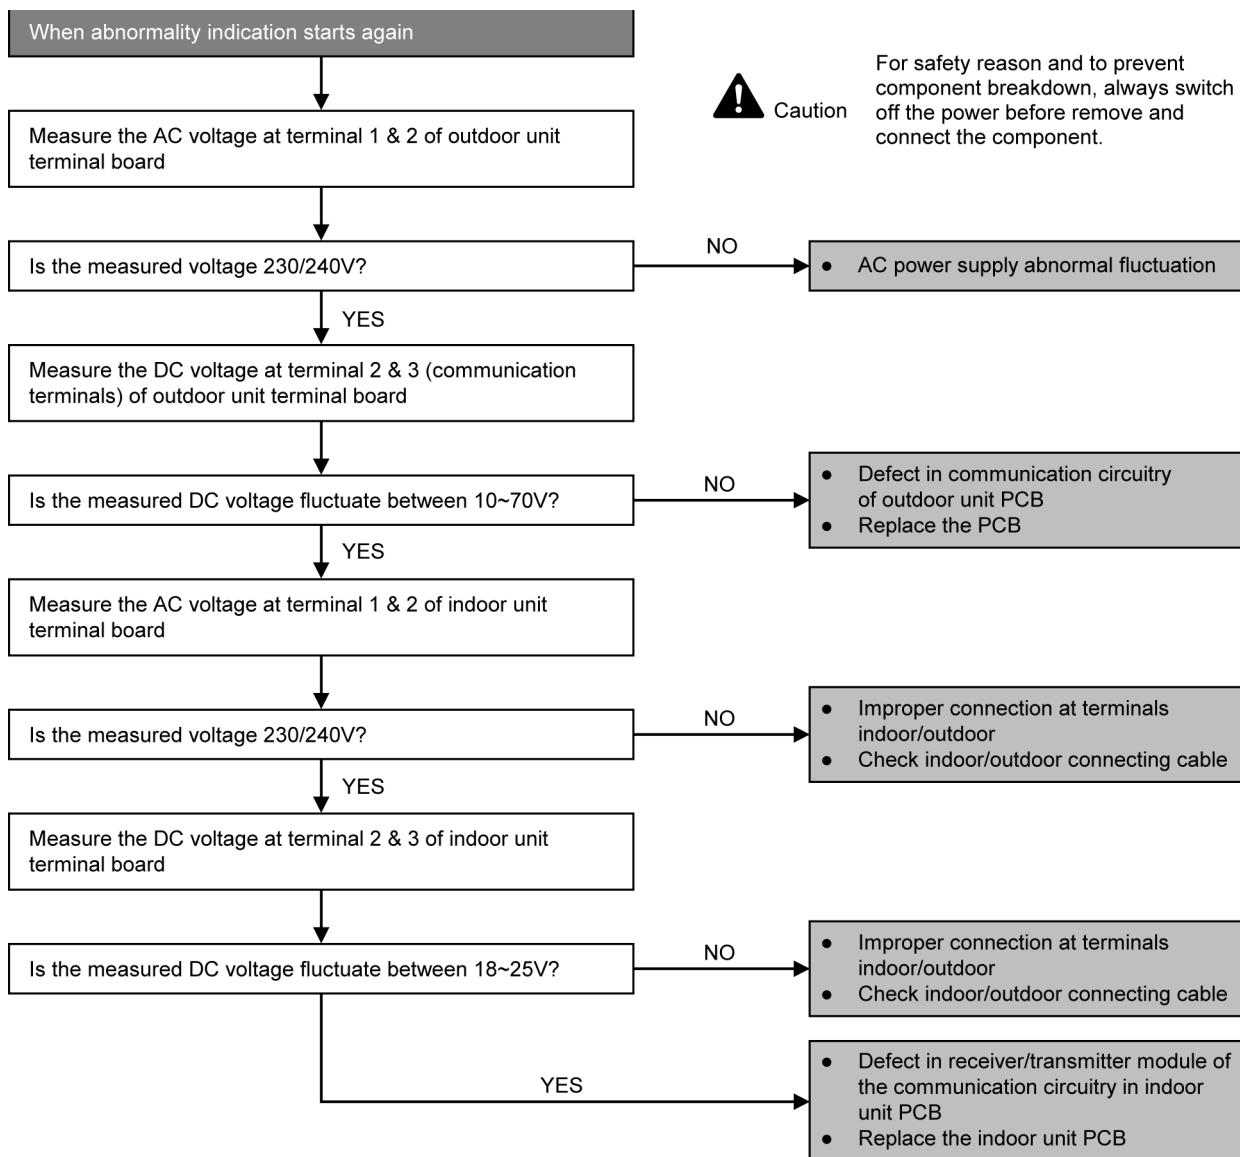 When abnormality indication starts again
For safety reason and to prevent
component breakdown, always switch
off the power before remove and
connect the component.
Caution
Measure the AC voltage at terminal 1 & 2 of outdoor unit
terminal board
Is the measured voltage 230/240V?
NO
● AC power supply abnormal fluctuation
YES
Measure the DC voltage at terminal 2 & 3 (communication
terminals) of outdoor unit terminal board
Is the measured DC voltage fluctuate between 10~70V?
NO
● Defect in communication circuitry
of outdoor unit PCB
● Replace the PCB
YES
Measure the AC voltage at terminal 1 & 2 of indoor unit
terminal board
Is the measured voltage 230/240V?
NO
● Improper connection at terminals
indoor/outdoor
● Check indoor/outdoor connecting cable
YES
Measure the DC voltage at terminal 2 & 3 of indoor unit
terminal board
Is the measured DC voltage fluctuate between 18~25V?
NO
● Improper connection at terminals
indoor/outdoor
● Check indoor/outdoor connecting cable
YES
● Defect in receiver/transmitter module of
the communication circuitry in indoor
unit PCB
● Replace the indoor unit PCB